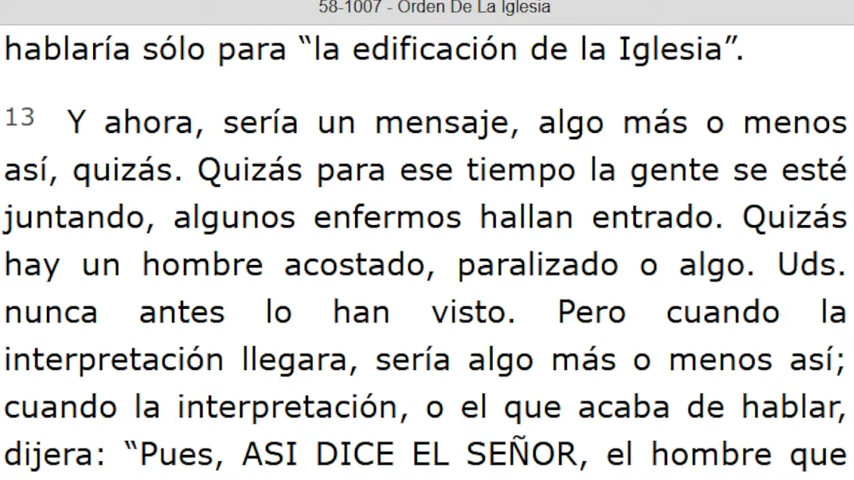 58-1007 - Orden De La Iglesia
hablaría sólo para “la edificación de la Iglesia”.
13 Y ahora, sería un mensaje, algo más o menos
así, quizás. Quizás para ese tiempo la gente se esté
juntando, algunos enfermos hallan entrado. Quizás
hay un hombre acostado, paralizado o algo. Uds.
nunca antes lo han visto. Pero cuando la
interpretación llegara, sería algo más o menos así;
cuando la interpretación, o el que acaba de hablar,
dijera: “Pues, ASI DICE EL SEÑOR, el hombre que